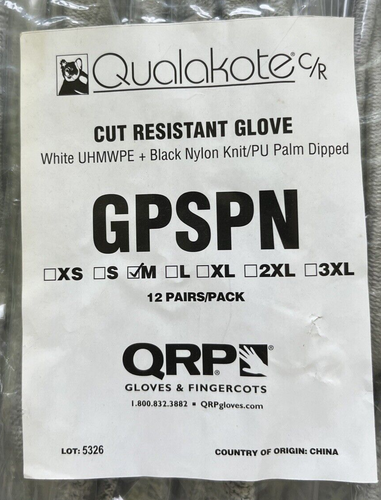 Qualakote® C/R
CUT RESISTANT GLOVE
White UHMWPE + Black Nylon Knit/PU Palm Dipped
GPSPN
☐XS ☐S ☑M ☐L ☐XL ☐2XL ☐3XL
12 PAIRS/PACK
QRP®
GLOVES & FINGERCOTS
1.800.832.3882 ▪ QRPgloves.com
LOT: 5326 COUNTRY OF ORIGIN: CHINA